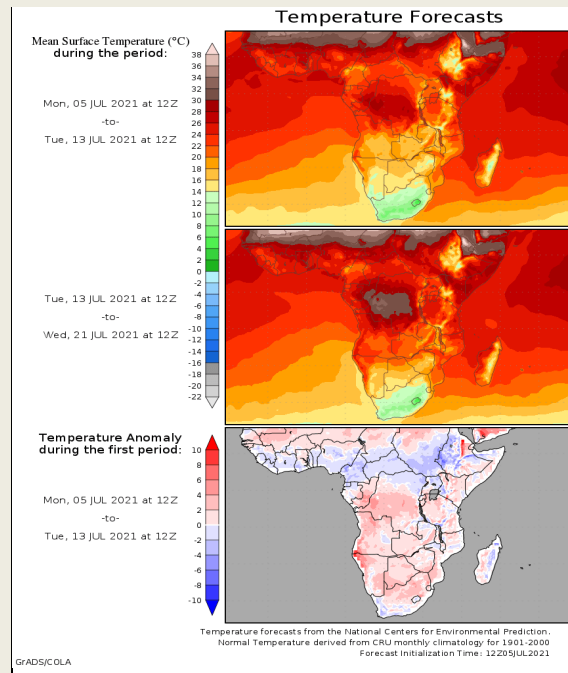 Temperature Forecasts
Mean Surface Temperature (°C)
during the period:
Mon, 05 JUL 2021 at 12Z
-to-
Tue, 13 JUL 2021 at 12Z
38
36
34
32
30
28
26
24
22
20
18
16
14
12
10
8
6
4
2
0
-2
-4
-6
-8
-10
-12
-14
-16
-18
-20
-22
Tue, 13 JUL 2021 at 12Z
-to-
Wed, 21 JUL 2021 at 12Z
Temperature Anomaly
during the first period:
Mon, 05 JUL 2021 at 12Z
-to-
Tue, 13 JUL 2021 at 12Z
10
8
6
4
2
0
-2
-4
-6
-8
-10
Temperature forecasts from the National Centers for Environmental Prediction.
Normal Temperature derived from CRU monthly climatology for 1901-2000
Forecast Initialization Time: 12Z05JUL2021
GrADS/COLA